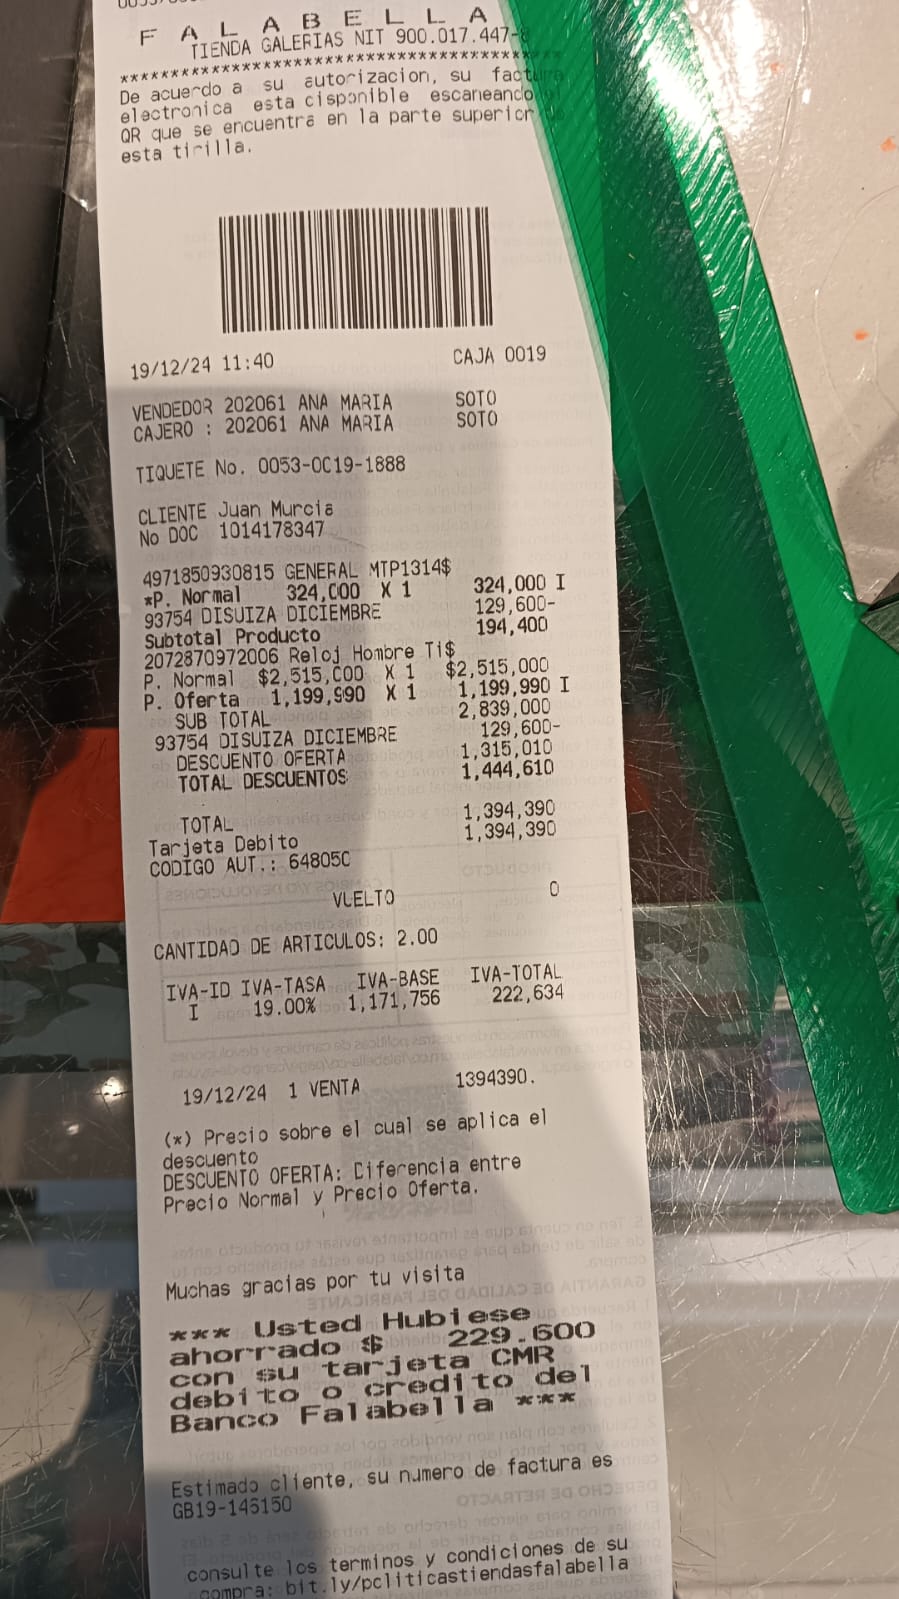 F A L A B E L L A
TIENDA GALERIAS NIT 900.017.447-8
****************************************
De acuerdo a su autorizacion, su factura
electronica esta disponible escaneando el
QR que se encuentra en la parte superior de
esta tirilla.
19/12/24 11:40 CAJA 0019
VENDEDOR 202061 ANA MARIA SOTO
CAJERO : 202061 ANA MARIA SOTO
TIQUETE No. 0053-0C19-1888
CLIENTE Juan Murcia
No DOC 1014178347
4971850930815 GENERAL MTP1314$
*P. Normal 324,000 X 1 324,000 I
93754 DISUIZA DICIEMBRE 129,600-
Subtotal Producto 194,400
2072870972006 Reloj Hombre Ti$
P. Normal $2,515,000 X 1 $2,515,000
P. Oferta 1,199,990 X 1 1,199,990 I
SUB TOTAL 2,839,000
93754 DISUIZA DICIEMBRE 129,600-
DESCUENTO OFERTA 1,315,010
TOTAL DESCUENTOS 1,444,610
TOTAL 1,394,390
Tarjeta Debito 1,394,390
CODIGO AUT.: 64805C
VUELTO 0
CANTIDAD DE ARTICULOS: 2.00
IVA-ID IVA-TASA IVA-BASE IVA-TOTAL
I 19.00% 1,171,756 222,634
19/12/24 1 VENTA 1394390.
(*) Precio sobre el cual se aplica el
descuento
DESCUENTO OFERTA: Diferencia entre
Precio Normal y Precio Oferta.
Muchas gracias por tu visita
*** Usted Hubiese
ahorrado $ 229.600
con su tarjeta CMR
debito o credito del
Banco Falabella ***
Estimado cliente, su numero de factura es
GB19-145150
consulte los terminos y condiciones de su
compra: bit.ly/politicastiendasfalabella